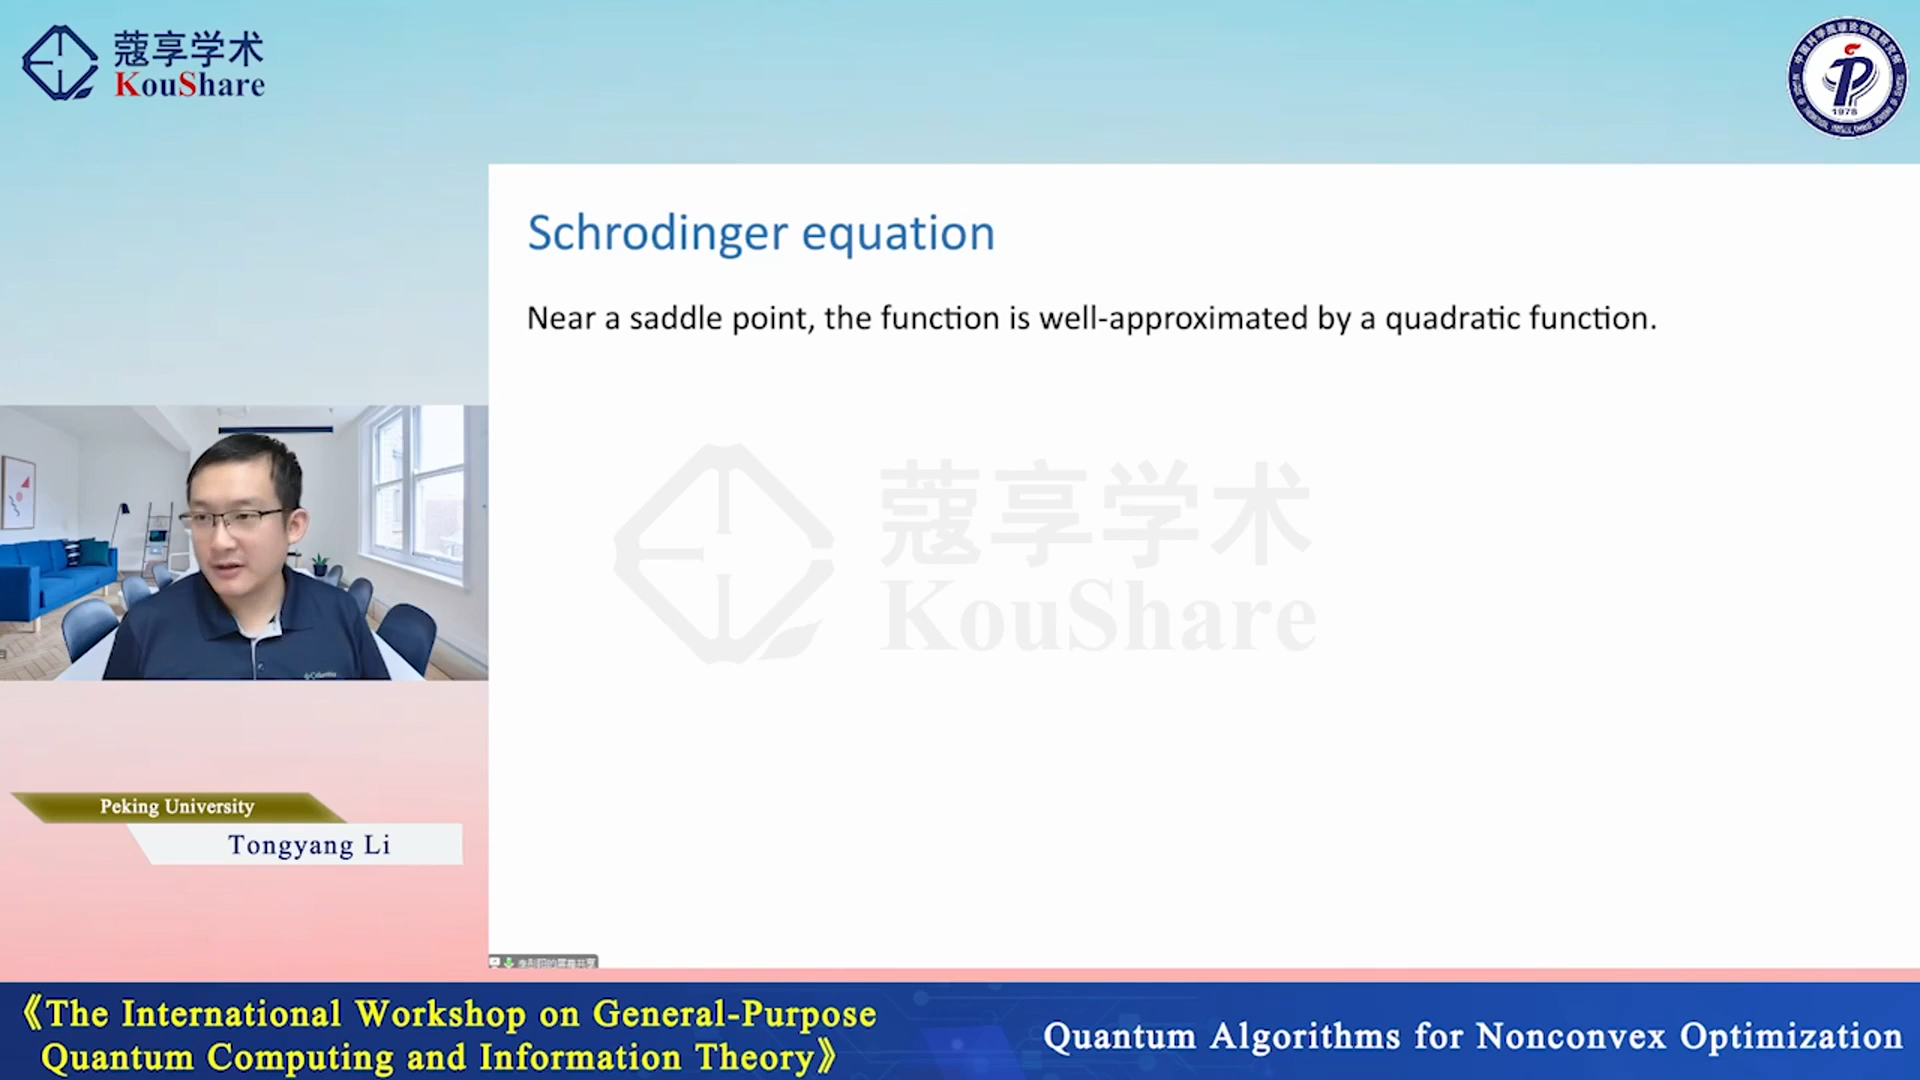 蔻享学术
KouShare
1978
Schrodinger equation
Near a saddle point, the function is well-approximated by a quadratic function.
蔻享学术
KouShare
Peking University
Tongyang Li
《The International Workshop on General-Purpose
Quantum Computing and Information Theory》
Quantum Algorithms for Nonconvex Optimization